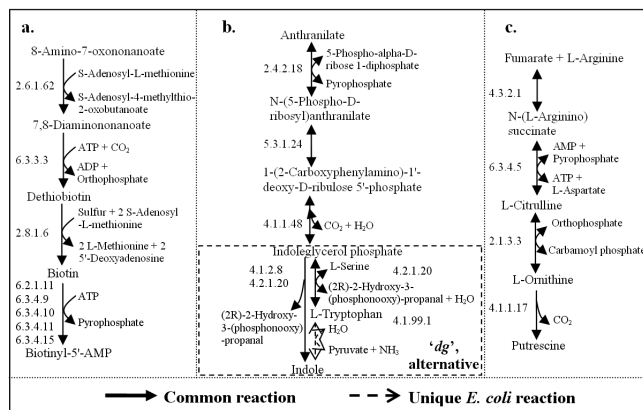 a.
8-Amino-7-oxononanoate
2.6.1.62
S-Adenosyl-L-methionine
S-Adenosyl-4-methylthio-
2-oxobutanoate
7,8-Diaminononanoate
6.3.3.3
ATP + CO2
ADP +
Orthophosphate
Dethiobiotin
2.8.1.6
Sulfur + 2 S-Adenosyl
-L-methionine
2 L-Methionine + 2
5'-Deoxyadenosine
Biotin
6.2.1.11
6.3.4.9
6.3.4.10
6.3.4.11
6.3.4.15
ATP
Pyrophosphate
Biotinyl-5'-AMP
b.
Anthranilate
2.4.2.18
5-Phospho-alpha-D-
ribose 1-diphosphate
Pyrophosphate
N-(5-Phospho-D-
ribosyl)anthranilate
5.3.1.24
1-(2-Carboxyphenylamino)-1'-
deoxy-D-ribulose 5'-phosphate
4.1.1.48
CO2 + H2O
Indoleglycerol phosphate
4.1.2.8
4.2.1.20
L-Serine
4.2.1.20
(2R)-2-Hydroxy-3-
(phosphonooxy)-propanal + H2O
(2R)-2-Hydroxy-
3-(phosphonooxy)
-propanal
L-Tryptophan
4.1.99.1
H2O
Pyruvate + NH3
'dg',
alternative
Indole
c.
Fumarate + L-Arginine
4.3.2.1
N-(L-Arginino)
succinate
6.3.4.5
AMP +
Pyrophosphate
ATP +
L-Aspartate
L-Citrulline
2.1.3.3
Orthophosphate
Carbamoyl phosphate
L-Ornithine
4.1.1.17
CO2
Putrescine
Common reaction
Unique E. coli reaction